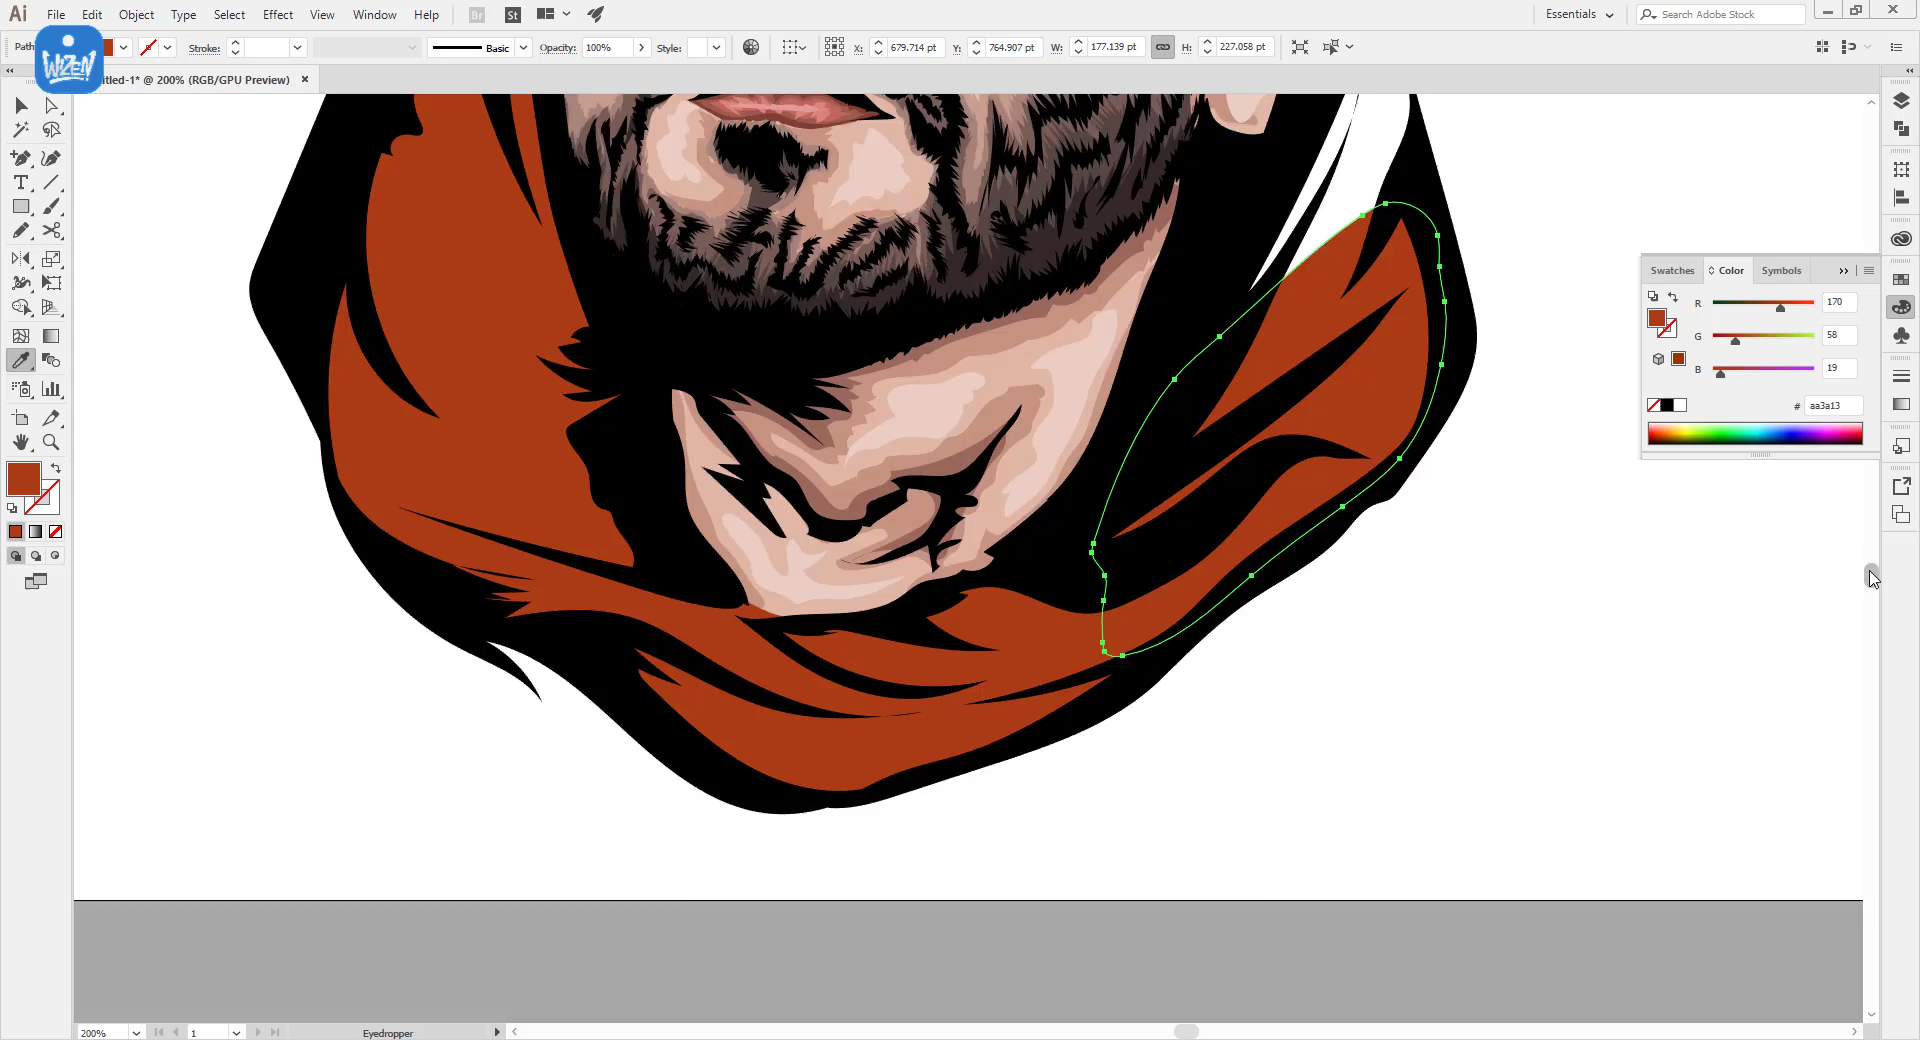 Ai File Edit Object Type Select Effect View Window Help Br St Essentials Search Adobe Stock
Path Stroke: Basic Opacity: 100% Style: X: 679.714 pt Y: 764.907 pt W: 177.139 pt H: 227.058 pt
WiZEN
itled-1* @ 200% (RGB/GPU Preview) ×
Swatches Color Symbols
R 170
G 58
B 19
# aa3a13
200% 1 Eyedropper